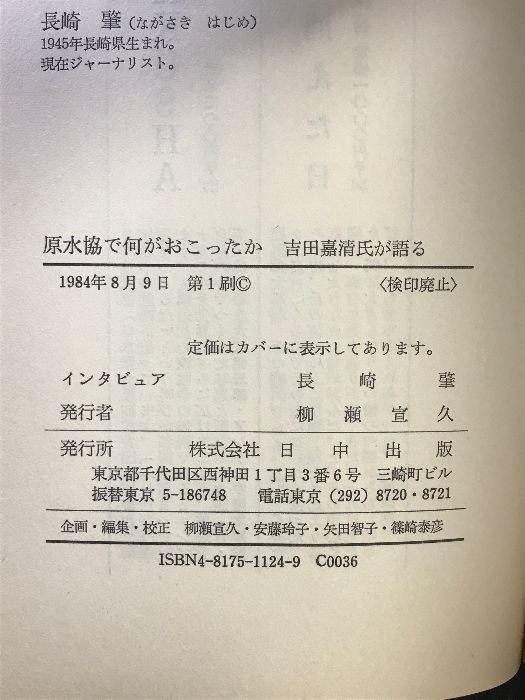 長崎 肇(ながさき はじめ)
1945年長崎県生まれ。
現在ジャーナリスト。
原水協で何がおこったか 吉田嘉清氏が語る
1984年8月9日 第1刷© 〈検印廃止〉
定価はカバーに表示してあります。
インタビュア 長崎肇
発行者 柳瀬宣久
発行所 株式会社 日中出版
東京都千代田区西神田1丁目3番6号 三崎町ビル
振替東京 5-186748 電話東京(292)8720・8721
企画・編集・校正 柳瀬宣久・安藤玲子・矢田智子・篠崎泰彦
ISBN4-8175-1124-9 C0036